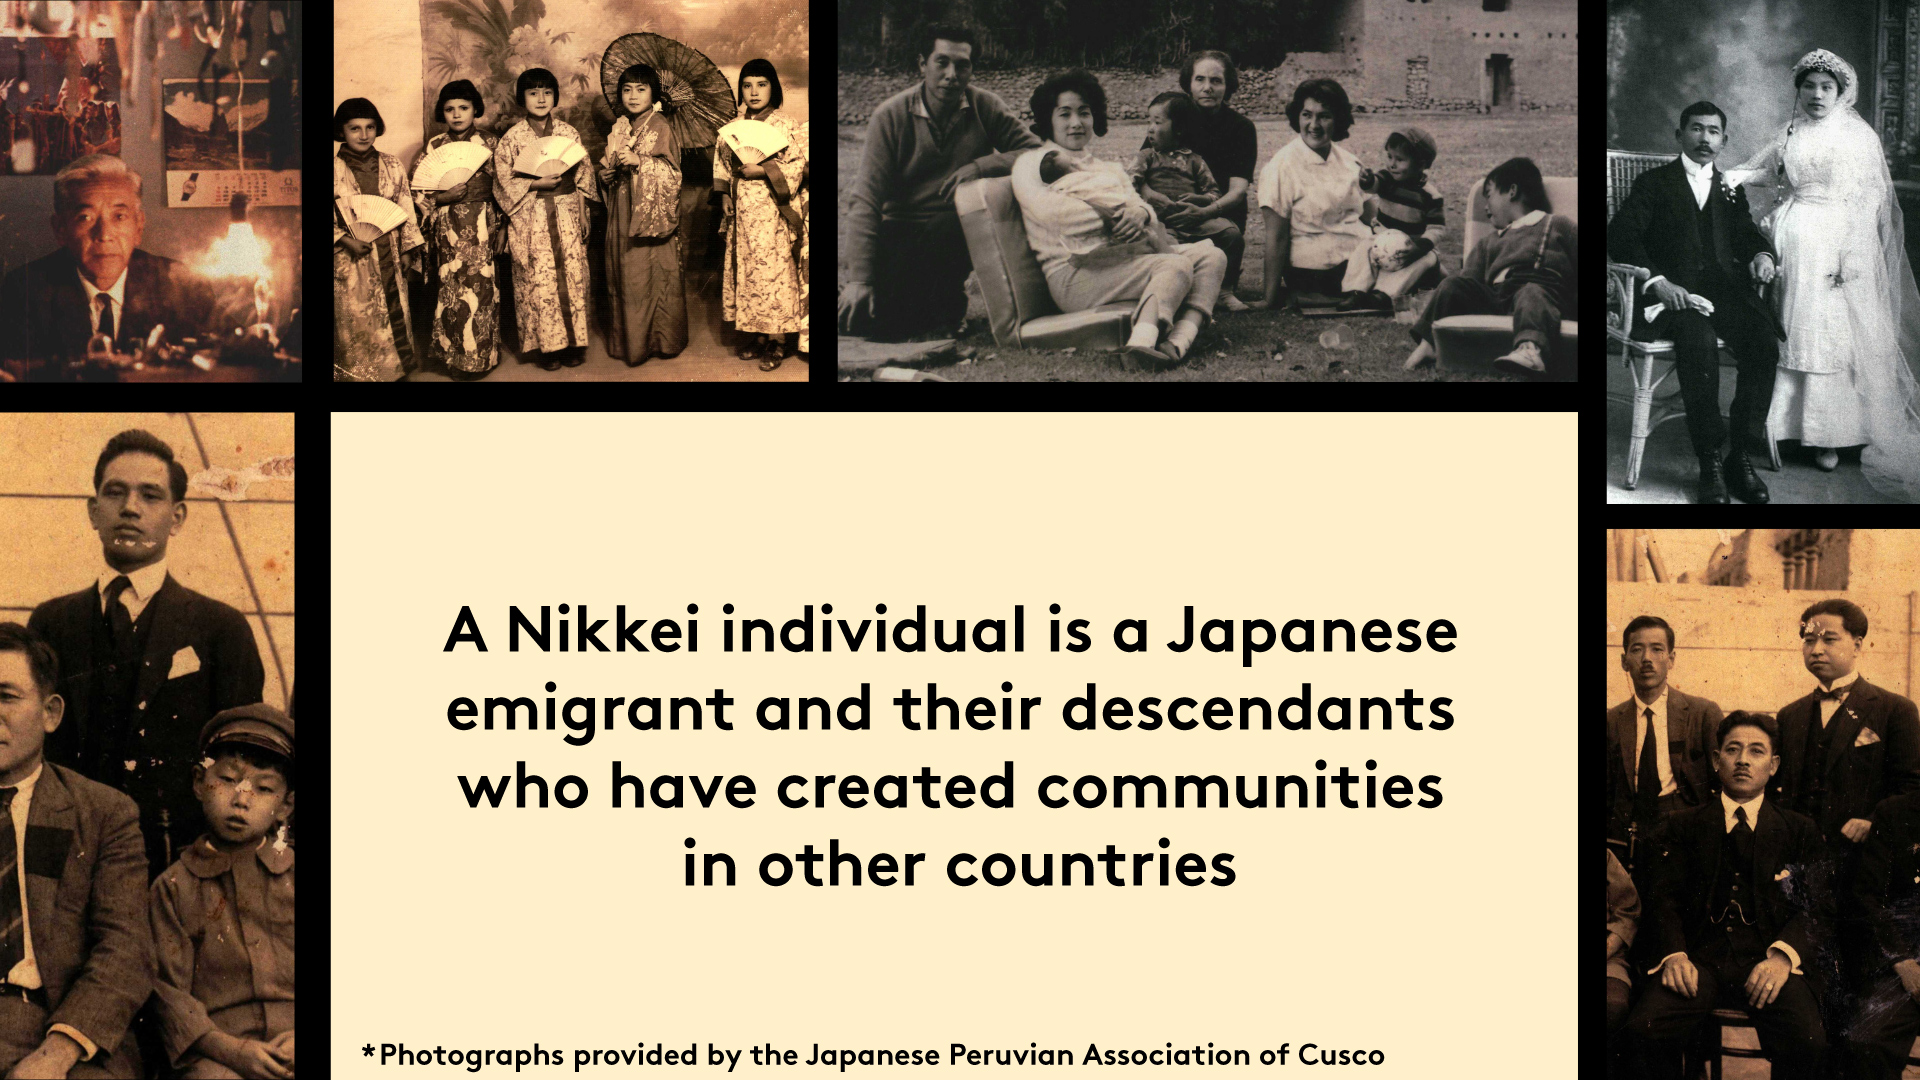 A Nikkei individual is a Japanese
emigrant and their descendants
who have created communities
in other countries
*Photographs provided by the Japanese Peruvian Association of Cusco